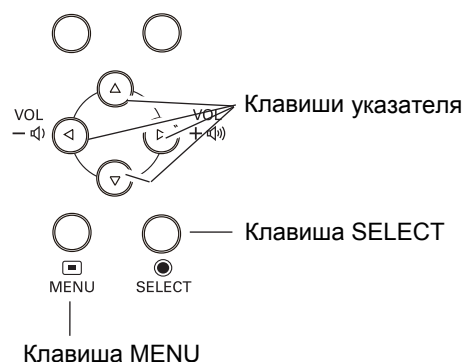 Клавиши указателя
VOL
VOL
Клавиша SELECT
MENU
SELECT
Клавиша MENU